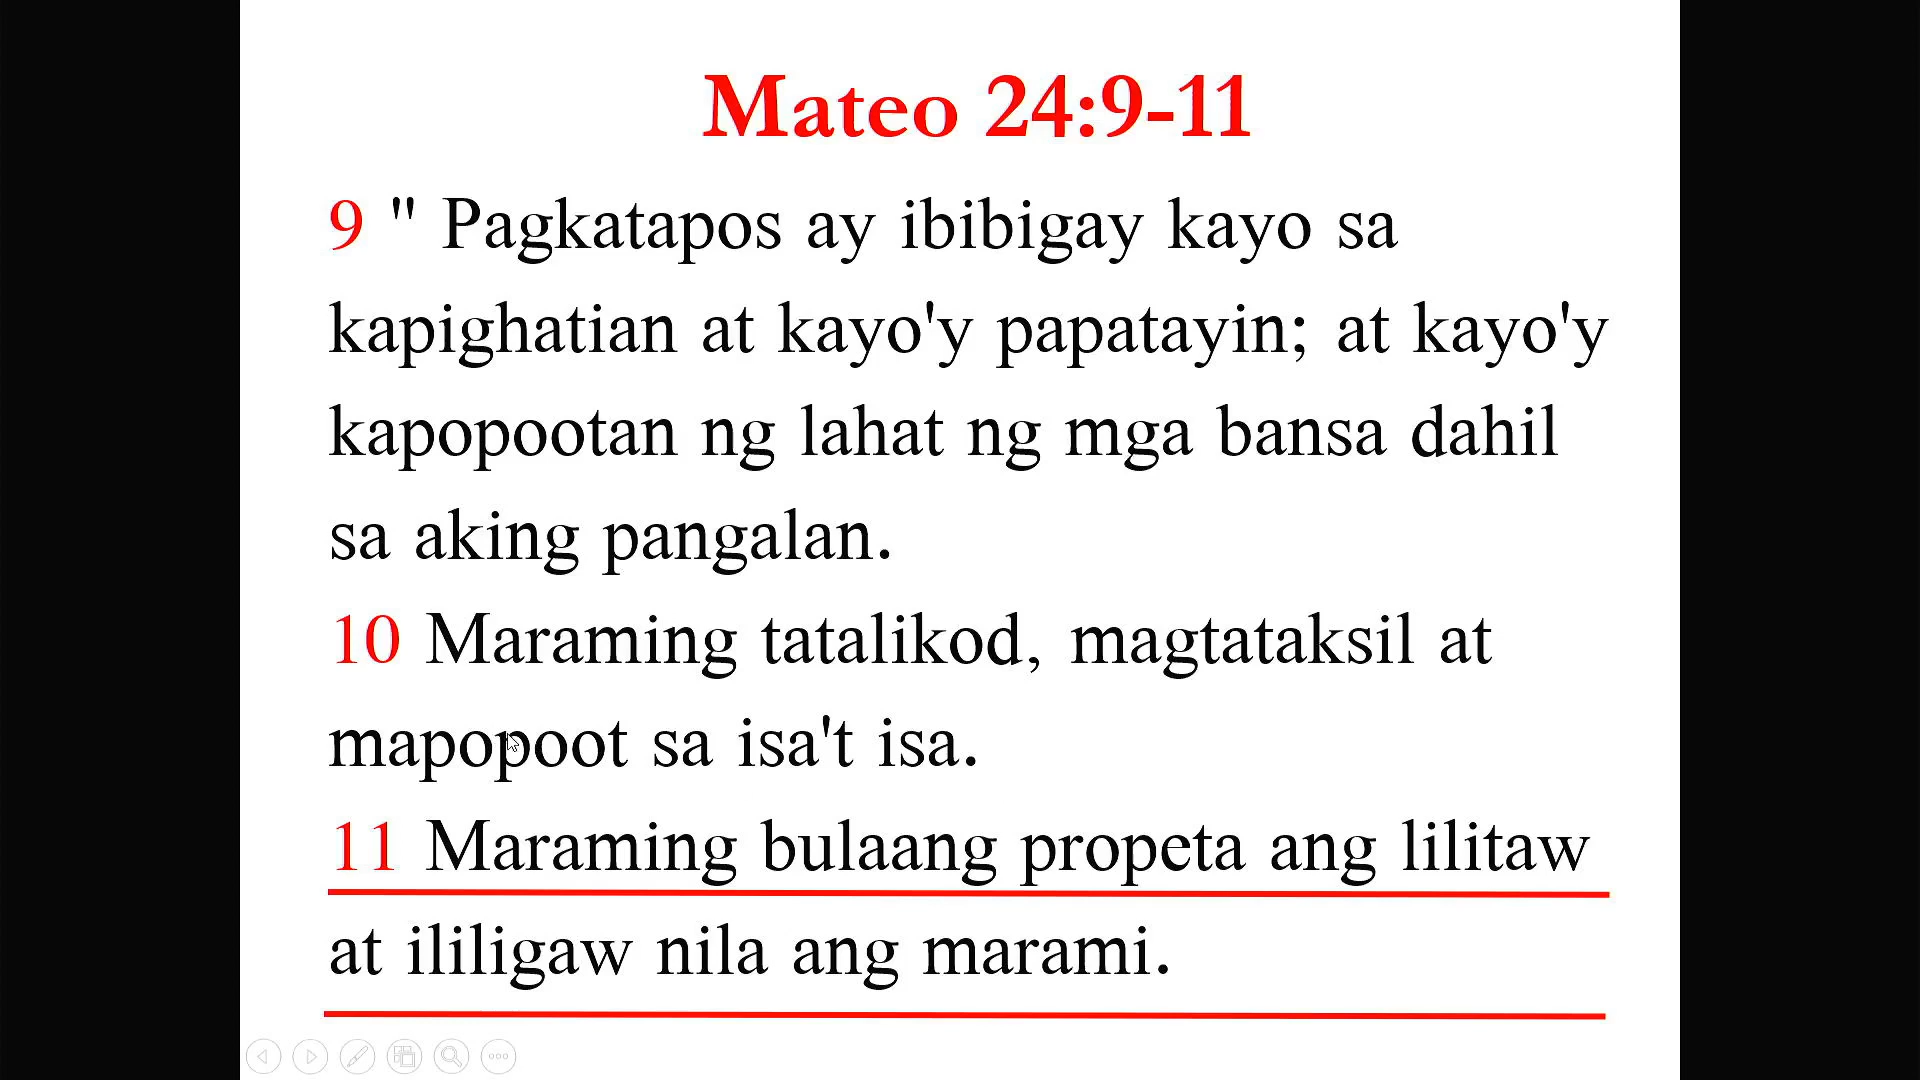 Mateo 24:9-11
9 " Pagkatapos ay ibibigay kayo sa
kapighatian at kayo'y papatayin; at kayo'y
kapopootan ng lahat ng mga bansa dahil
sa aking pangalan.
10 Maraming tatalikod, magtataksil at
mapopoot sa isa't isa.
11 Maraming bulaang propeta ang lilitaw
at ililigaw nila ang marami.